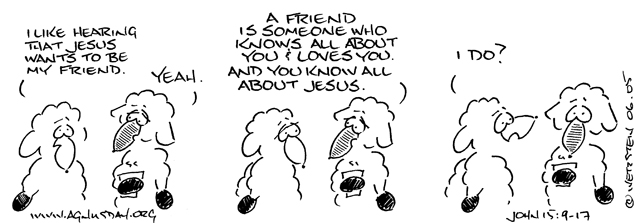 I LIKE HEARING
THAT JESUS
WANTS TO BE
MY FRIEND.
YEAH.
WWW.AGNUSDAY.ORG
A FRIEND
IS SOMEONE WHO
KNOWS ALL ABOUT
YOU & LOVES YOU.
AND YOU KNOW ALL
ABOUT JESUS.
I DO?
JOHN 15:9-17
© WETZSTEIN 06.05